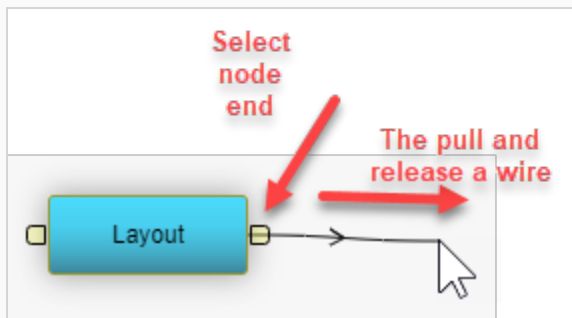 Select
node
end
The pull and
release a wire
Layout